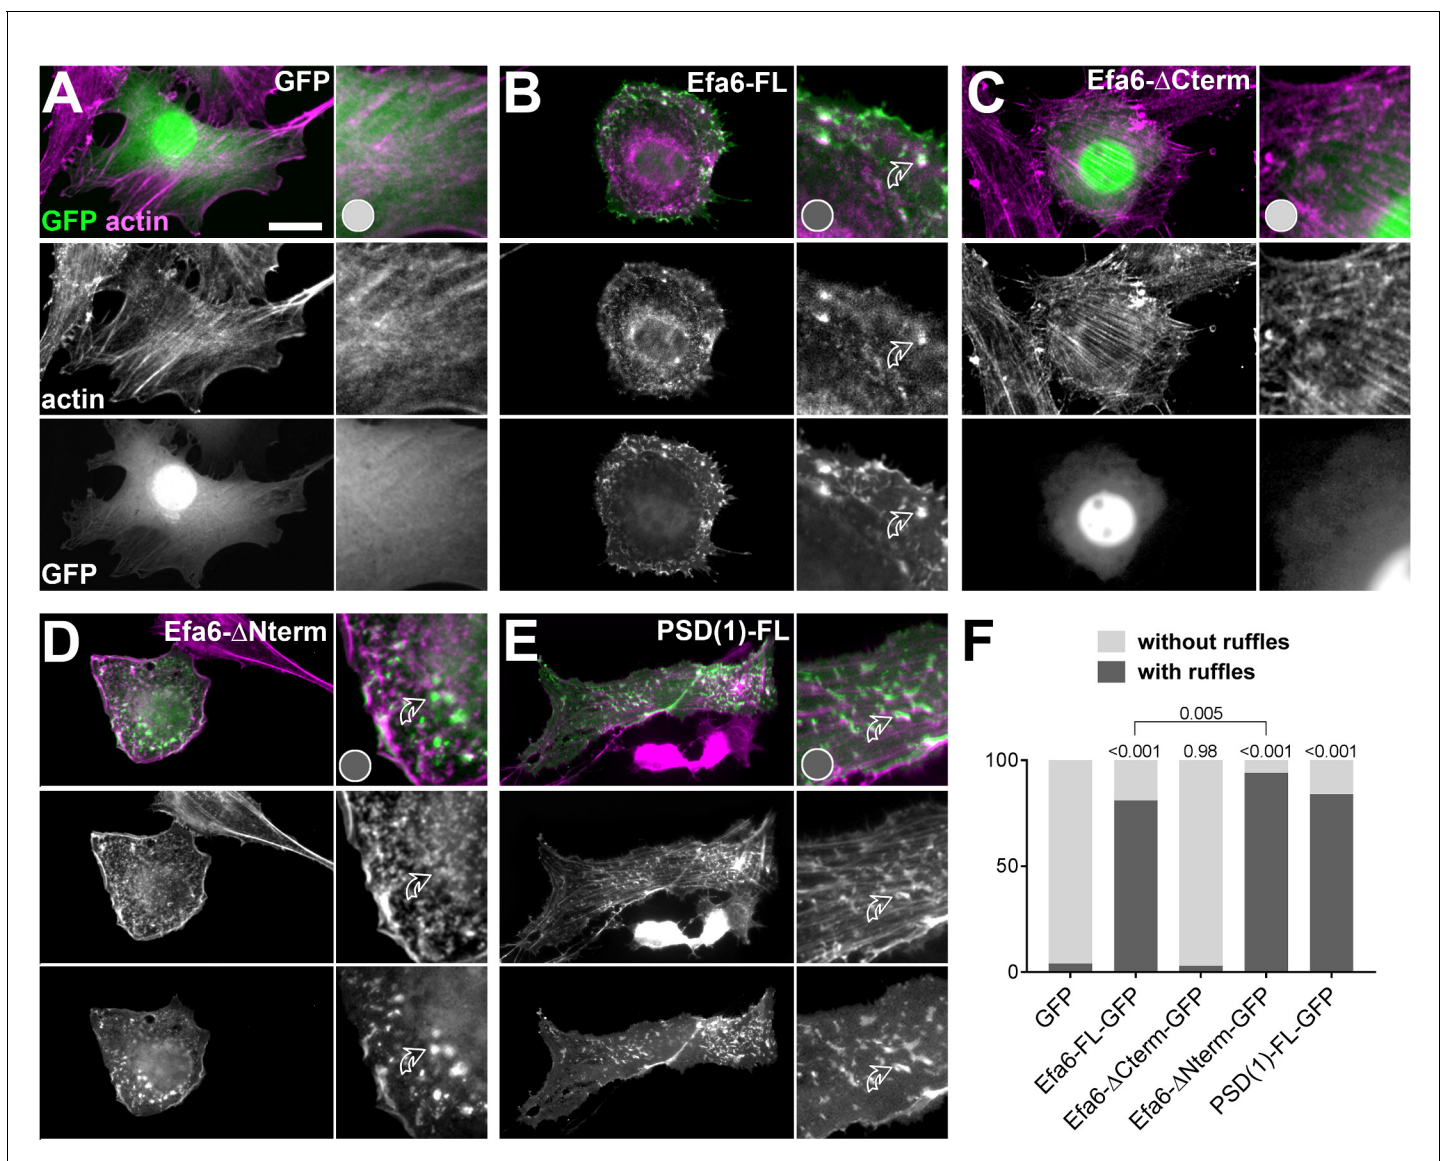 A
GFP
GFP actin
actin
GFP
B
Efa6-FL
C
Efa6-ΔCterm
D
Efa6-ΔNterm
E
PSD(1)-FL
F
without ruffles
with ruffles
0.005
<0.001 0.98 <0.001 <0.001
100
50
0
GFP
Efa6-FL-GFP
Efa6-ΔCterm-GFP
Efa6-ΔNterm-GFP
PSD(1)-FL-GFP